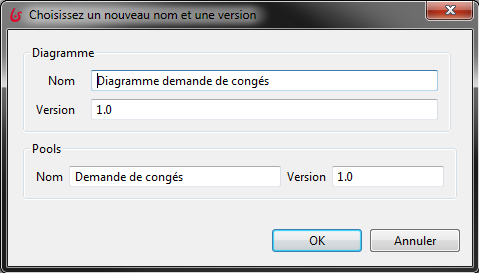 Choisissez un nouveau nom et une version
Diagramme
Nom Diagramme demande de congés
Version 1.0
Pools
Nom Demande de congés Version 1.0
OK Annuler